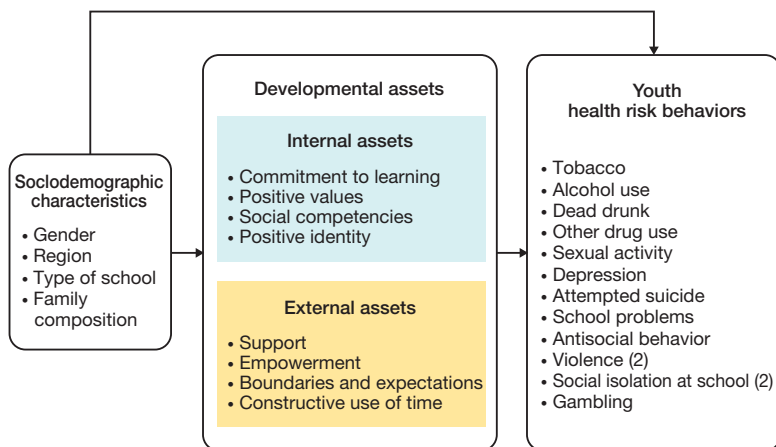 Soclodemographic
characteristics
• Gender
• Region
• Type of school
• Family
composition
Developmental assets
Internal assets
• Commitment to learning
• Positive values
• Social competencies
• Positive identity
External assets
• Support
• Empowerment
• Boundaries and expectations
• Constructive use of time
Youth
health risk behaviors
• Tobacco
• Alcohol use
• Dead drunk
• Other drug use
• Sexual activity
• Depression
• Attempted suicide
• School problems
• Antisocial behavior
• Violence (2)
• Social isolation at school (2)
• Gambling